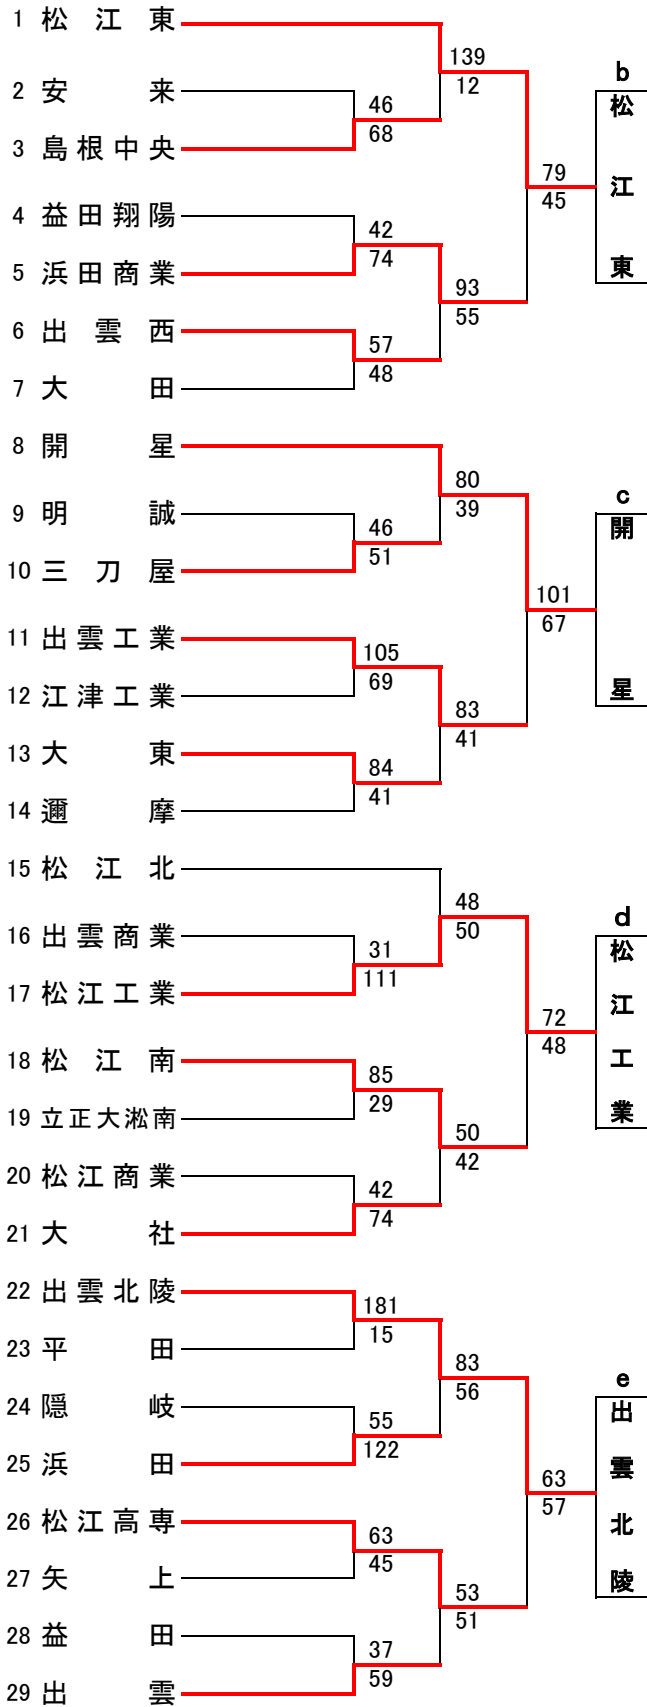 1 松江東
139
12
b
松江東
2 安来
46
68
3 島根中央
79
45
4 益田翔陽
42
74
5 浜田商業
93
55
6 出雲西
57
48
7 大田
8 開星
80
39
c
開星
9 明誠
46
51
10 三刀屋
101
67
11 出雲工業
105
69
12 江津工業
83
41
13 大東
84
41
14 邇摩
15 松江北
48
50
d
松江工業
16 出雲商業
31
111
17 松江工業
72
48
18 松江南
85
29
19 立正大淞南
50
42
20 松江商業
42
74
21 大社
22 出雲北陵
181
15
23 平田
83
56
e
出雲北陵
24 隠岐
55
122
25 浜田
63
57
26 松江高専
63
45
27 矢上
53
51
28 益田
37
59
29 出雲